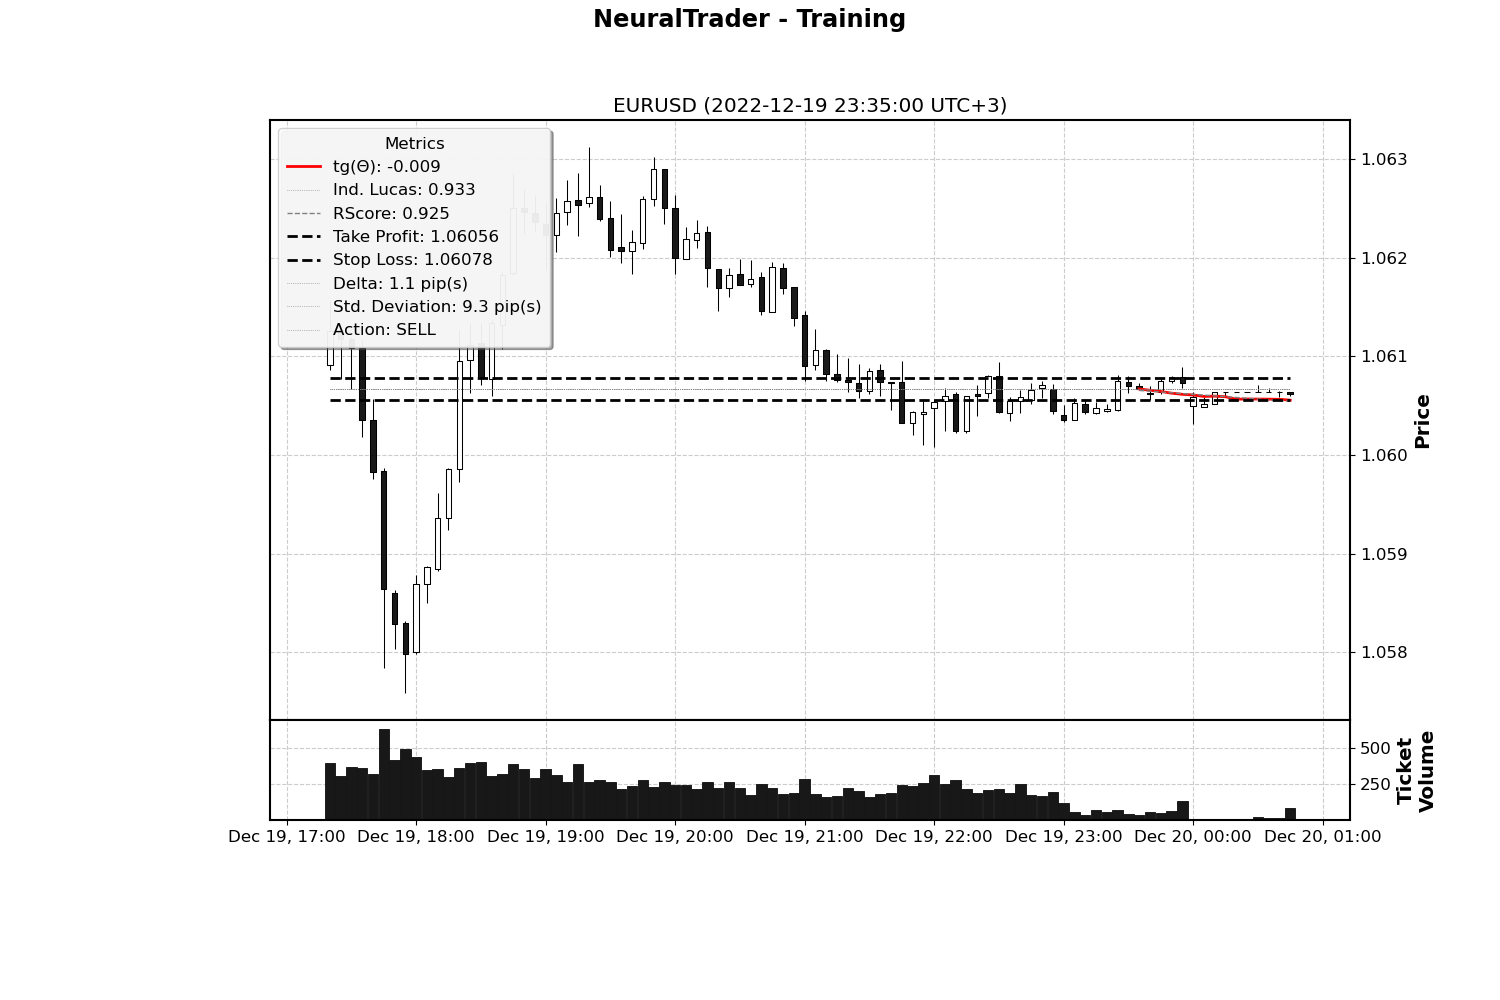 NeuralTrader - Training
EURUSD (2022-12-19 23:35:00 UTC+3)
Metrics
tg(Θ): -0.009
Ind. Lucas: 0.933
RScore: 0.925
Take Profit: 1.06056
Stop Loss: 1.06078
Delta: 1.1 pip(s)
Std. Deviation: 9.3 pip(s)
Action: SELL
1.063
1.062
1.061
1.060
1.059
1.058
Price
500
250
Ticket
Volume
Dec 19, 17:00 Dec 19, 18:00 Dec 19, 19:00 Dec 19, 20:00 Dec 19, 21:00 Dec 19, 22:00 Dec 19, 23:00 Dec 20, 00:00 Dec 20, 01:00